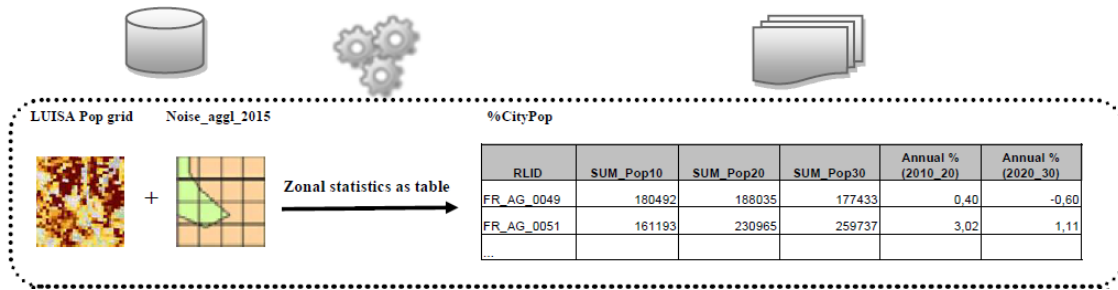 LUISA Pop grid Noise_aggl_2015 %CityPop
+ Zonal statistics as table
RLID SUM_Pop10 SUM_Pop20 SUM_Pop30 Annual % (2010_20) Annual % (2020_30)
FR_AG_0049 180492 188035 177433 0,40 -0,60
FR_AG_0051 161193 230965 259737 3,02 1,11
...